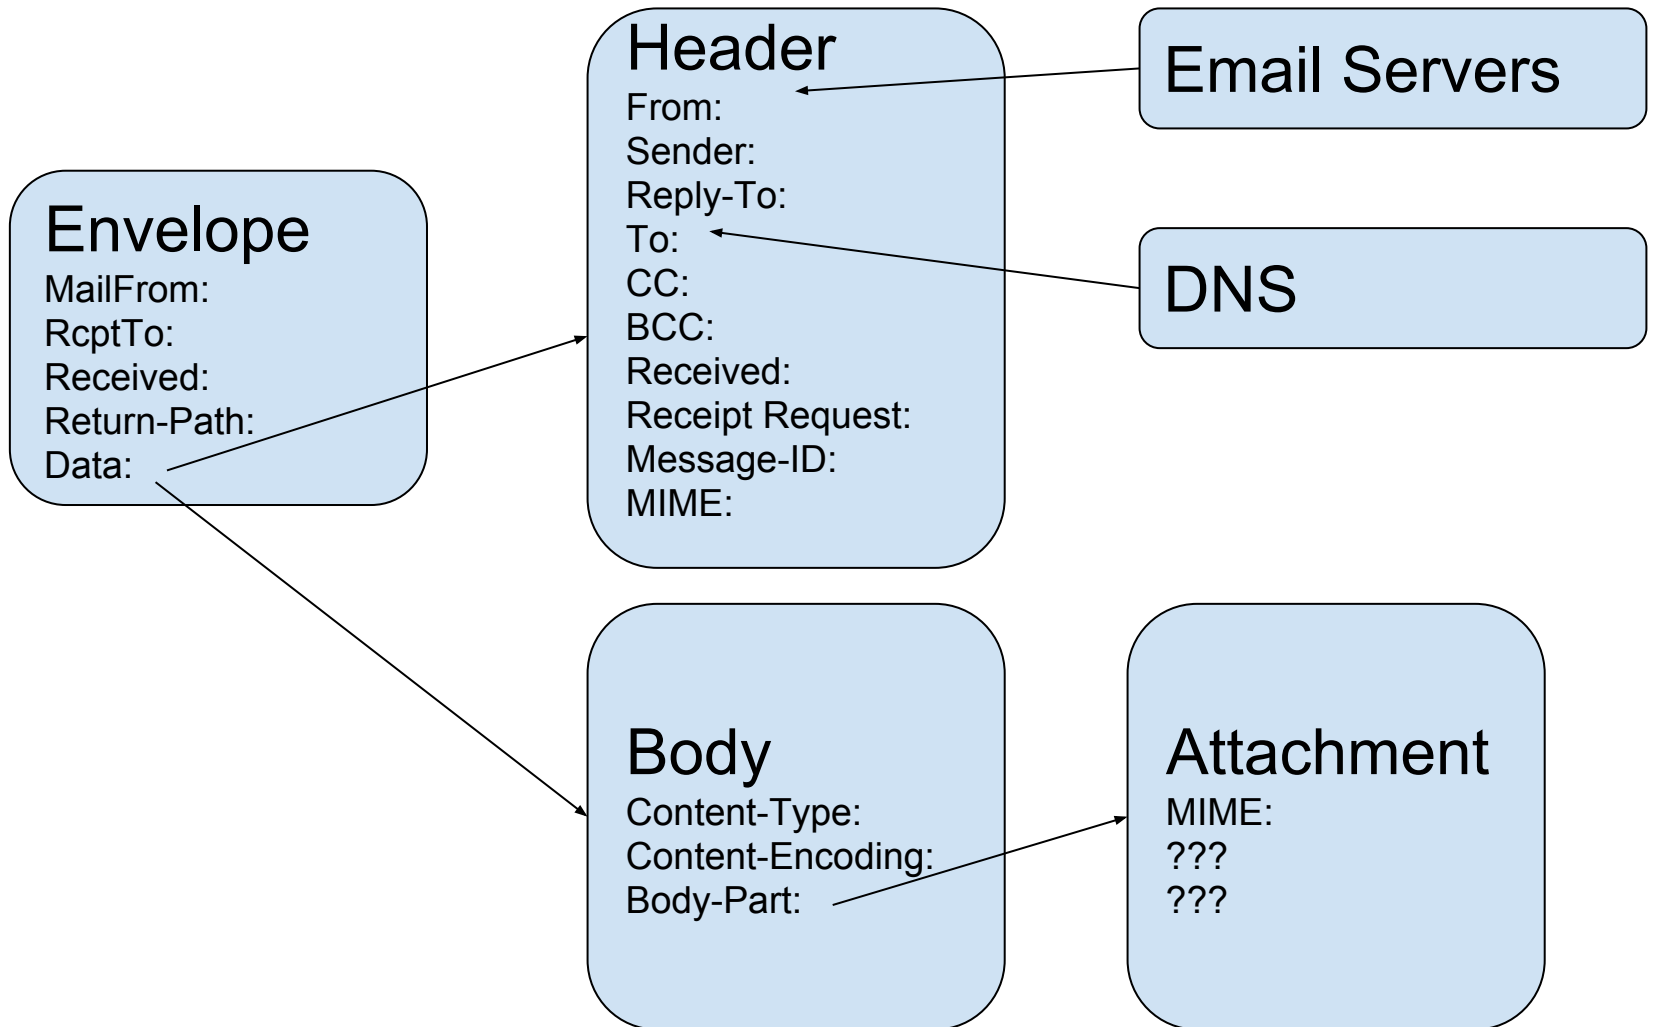 Envelope
MailFrom:
RcptTo:
Received:
Return-Path:
Data:
Header
From:
Sender:
Reply-To:
To:
CC:
BCC:
Received:
Receipt Request:
Message-ID:
MIME:
Email Servers
DNS
Body
Content-Type:
Content-Encoding:
Body-Part:
Attachment
MIME:
???
???